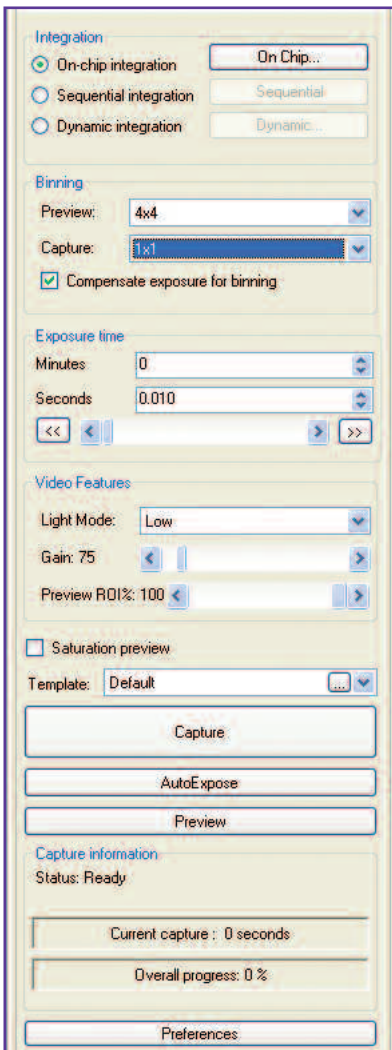 Integration
On-chip integration On Chip...
Sequential integration Sequential
Dynamic integration Dynamic...
Binning
Preview: 4x4
Capture: 1x1
Compensate exposure for binning
Exposure time
Minutes 0
Seconds 0.010
<< >>
Video Features
Light Mode: Low
Gain: 75
Preview ROI%: 100
Saturation preview
Template: Default ...
Capture
AutoExpose
Preview
Capture information
Status: Ready
Current capture : 0 seconds
Overall progress: 0 %
Preferences